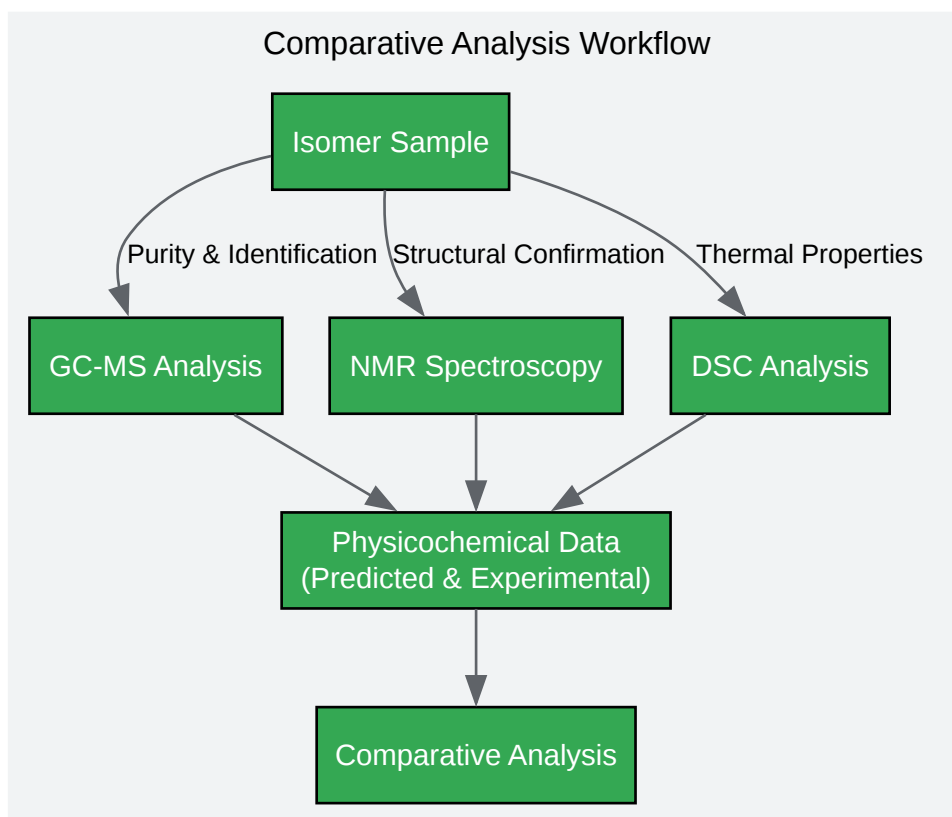 Comparative Analysis Workflow
Isomer Sample
Purity & Identification
Structural Confirmation
Thermal Properties
GC-MS Analysis
NMR Spectroscopy
DSC Analysis
Physicochemical Data
(Predicted & Experimental)
Comparative Analysis